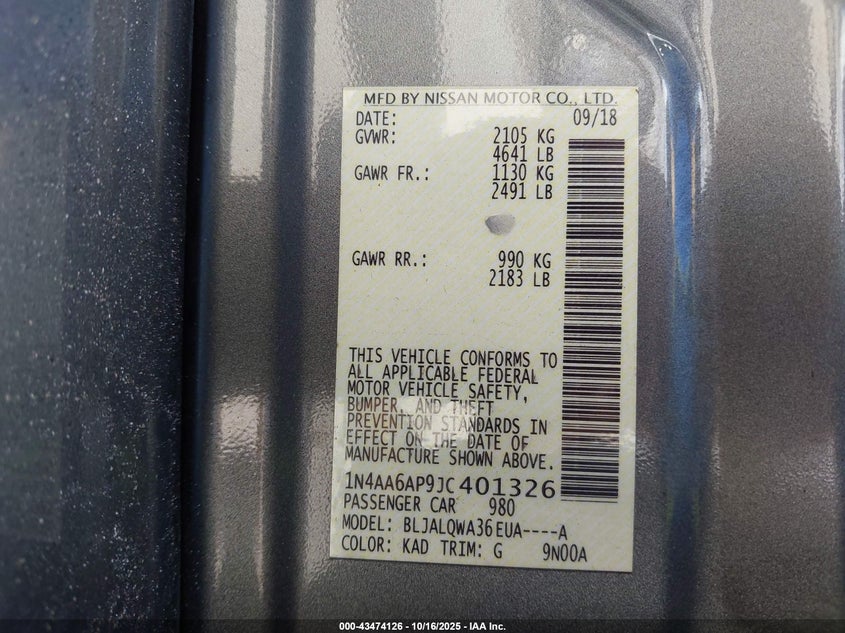 MFD BY NISSAN MOTOR CO., LTD.
DATE: 09/18
GVWR: 2105 KG
4641 LB
GAWR FR.: 1130 KG
2491 LB
GAWR RR.: 990 KG
2183 LB
THIS VEHICLE CONFORMS TO
ALL APPLICABLE FEDERAL
MOTOR VEHICLE SAFETY,
BUMPER, AND THEFT
PREVENTION STANDARDS IN
EFFECT ON THE DATE OF
MANUFACTURE SHOWN ABOVE.
1N4AA6AP9JC401326
PASSENGER CAR 980
MODEL: BLJALQWA36EUA----A
COLOR: KAD TRIM: G 9N00A
000-43474126 - 10/16/2025 - IAA Inc.